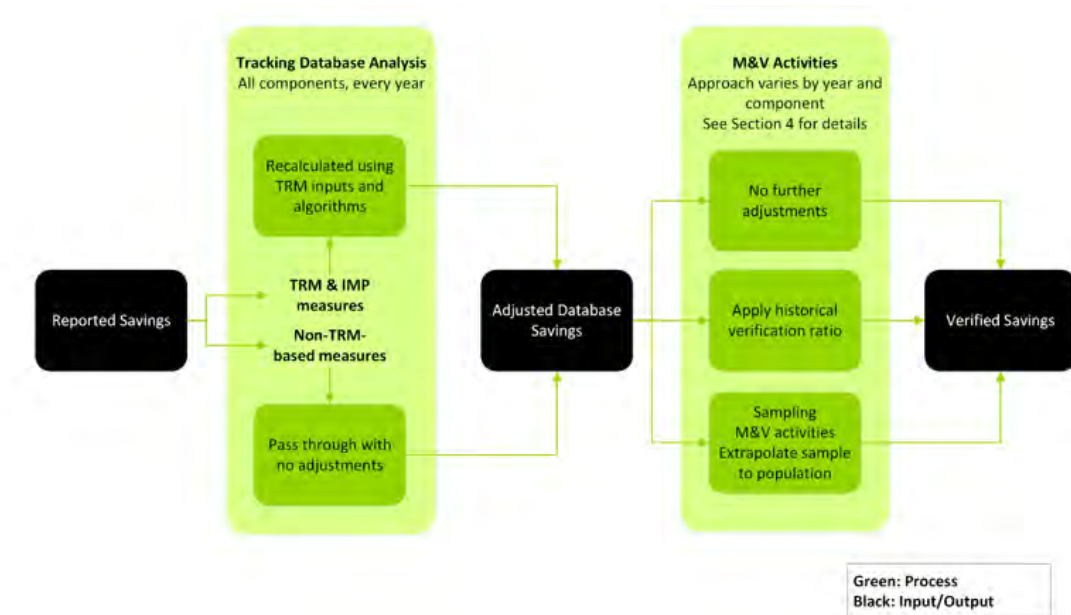 Tracking Database Analysis
All components, every year
Recalculated using
TRM inputs and
algorithms
Reported Savings
TRM & IMP
measures
Non-TRM-
based measures
Pass through with
no adjustments
Adjusted Database
Savings
M&V Activities
Approach varies by year and
component
See Section 4 for details
No further
adjustments
Apply historical
verification ratio
Sampling
M&V activities
Extrapolate sample
to population
Verified Savings
Green: Process
Black: Input/Output